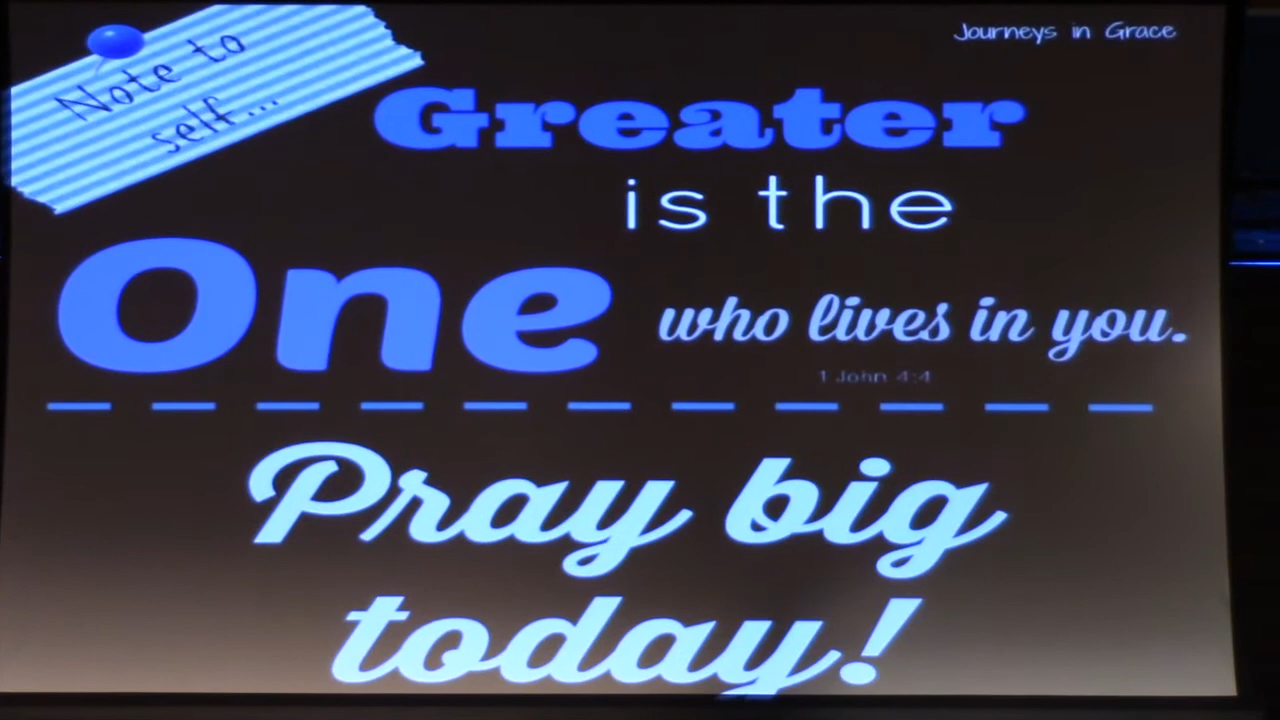 Journeys in Grace
Note to
self...
Greater
is the
One who lives in you.
1 John 4:4
Pray big
today!